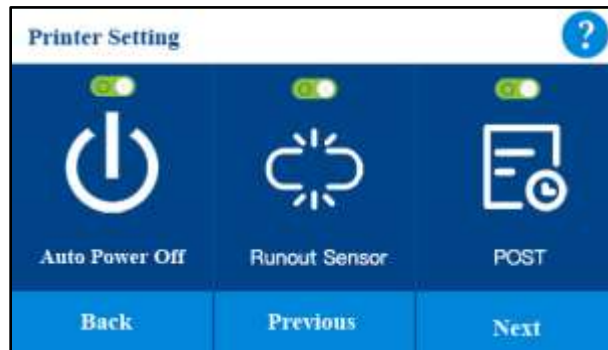 Printer Setting ?
Auto Power Off Runout Sensor POST
Back Previous Next